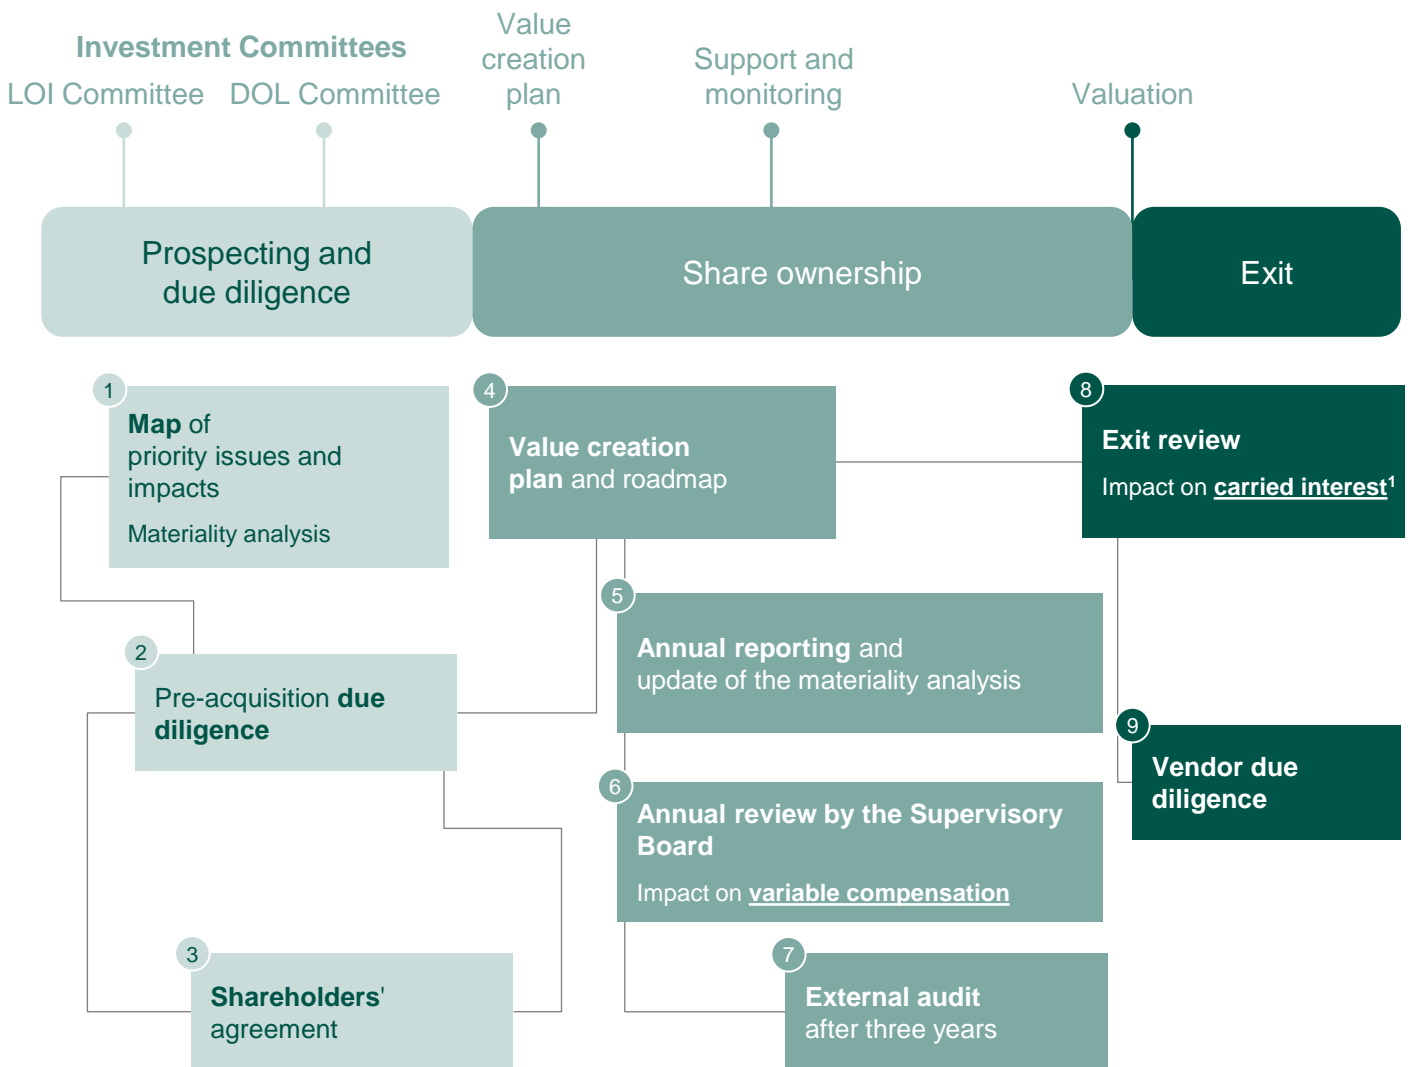 Investment Committees
LOI Committee
DOL Committee
Value
creation
plan
Support and
monitoring
Valuation
Prospecting and
due diligence
Share ownership
Exit
1
Map of
priority issues and
impacts
Materiality analysis
2
Pre-acquisition due
diligence
3
Shareholders'
agreement
4
Value creation
plan and roadmap
5
Annual reporting and
update of the materiality analysis
6
Annual review by the Supervisory
Board
Impact on variable compensation
7
External audit
after three years
8
Exit review
Impact on carried interest¹
9
Vendor due
diligence